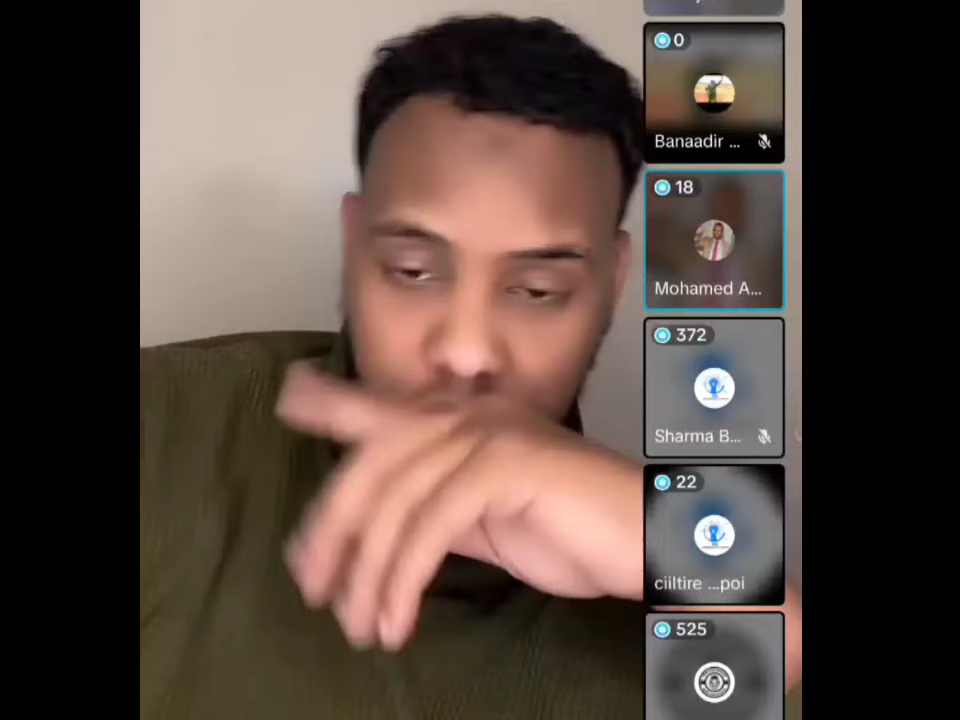 0
Banaadir ...
18
Mohamed A...
372
Sharma B...
22
ciiltire ...poi
525